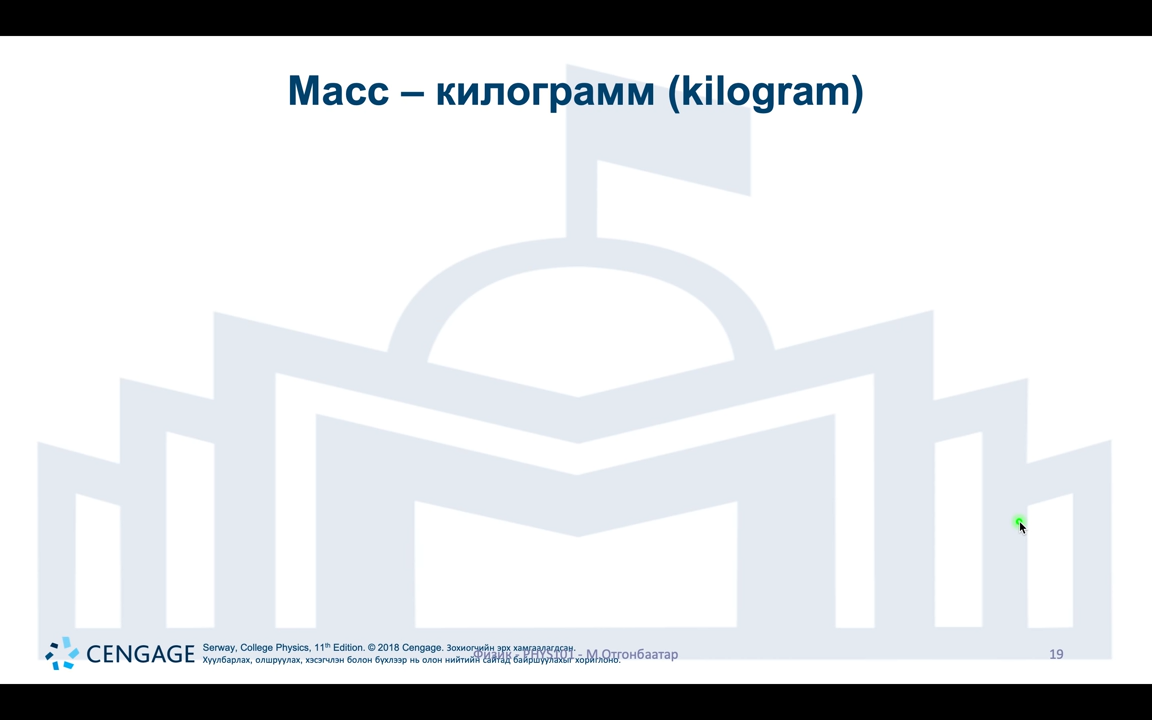 Масс – килограмм (kilogram)
CENGAGE
Serway, College Physics, 11th Edition. © 2018 Cengage. Зохиогчийн эрх хамгаалагдсан.
Хуулбарлах, олшруулах, хэсэгчлэн болон бүхлээр нь олон нийтийн сайтад байршуулахыг хориглоно.
Физик - PHYS101 - М.Отгонбаатар
19